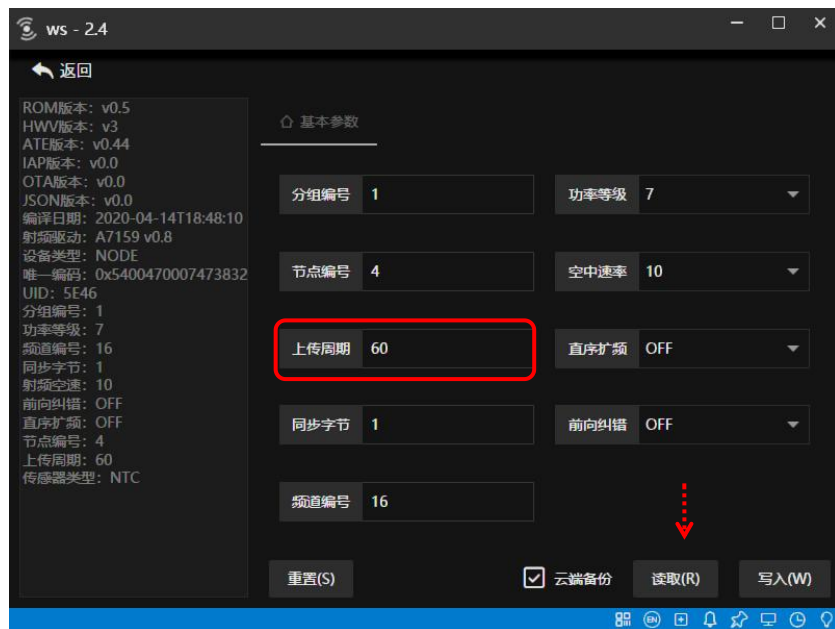 ws - 2.4
返回
ROM版本：v0.5
HWV版本：v3
ATE版本：v0.44
IAP版本：v0.0
OTA版本：v0.0
JSON版本：v0.0
编译日期：2020-04-14T18:48:10
射频驱动：A7159 v0.8
设备类型：NODE
唯一编码：0x5400470007473832
UID：5E46
分组编号：1
功率等级：7
频道编号：16
同步字节：1
射频空速：10
前向纠错：OFF
直序扩频：OFF
节点编号：4
上传周期：60
传感器类型：NTC
基本参数
分组编号 1 功率等级 7
节点编号 4 空中速率 10
上传周期 60 直序扩频 OFF
同步字节 1 前向纠错 OFF
频道编号 16
重置(S) 云端备份 读取(R) 写入(W)
EN